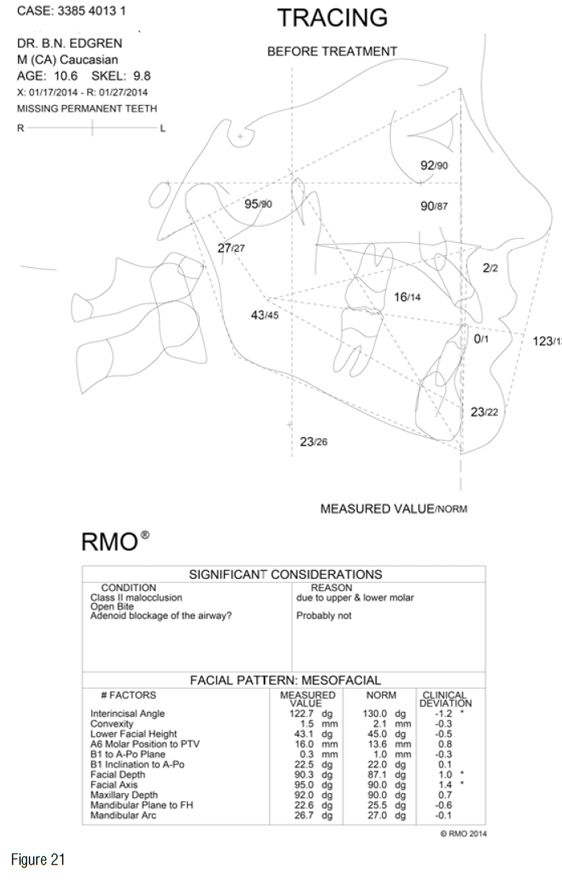 CASE: 3385 4013 1
TRACING
DR. B.N. EDGREN
BEFORE TREATMENT
M (CA) Caucasian
AGE: 10.6 SKEL: 9.8
X: 01/17/2014 - R: 01/27/2014
MISSING PERMANENT TEETH
R L
92/90
95/90
90/87
27/27
2/2
16/14
43/45
0/1
123/1
23/22
23/26
MEASURED VALUE/NORM
RMO®
SIGNIFICANT CONSIDERATIONS
CONDITION REASON
Class II malocclusion due to upper & lower molar
Open Bite
Adenoid blockage of the airway? Probably not
FACIAL PATTERN: MESOFACIAL
# FACTORS MEASURED VALUE NORM CLINICAL DEVIATION
Interincisal Angle 122.7 dg 130.0 dg -1.2 *
Convexity 1.5 mm 2.1 mm -0.3
Lower Facial Height 43.1 dg 45.0 dg -0.5
A6 Molar Position to PTV 16.0 mm 13.6 mm 0.8
B1 to A-Po Plane 0.3 mm 1.0 mm -0.3
B1 Inclination to A-Po 22.5 dg 22.0 dg 0.1
Facial Depth 90.3 dg 87.1 dg 1.0 *
Facial Axis 95.0 dg 90.0 dg 1.4 *
Maxillary Depth 92.0 dg 90.0 dg 0.7
Mandibular Plane to FH 22.6 dg 25.5 dg -0.6
Mandibular Arc 26.7 dg 27.0 dg -0.1
© RMO 2014
Figure 21